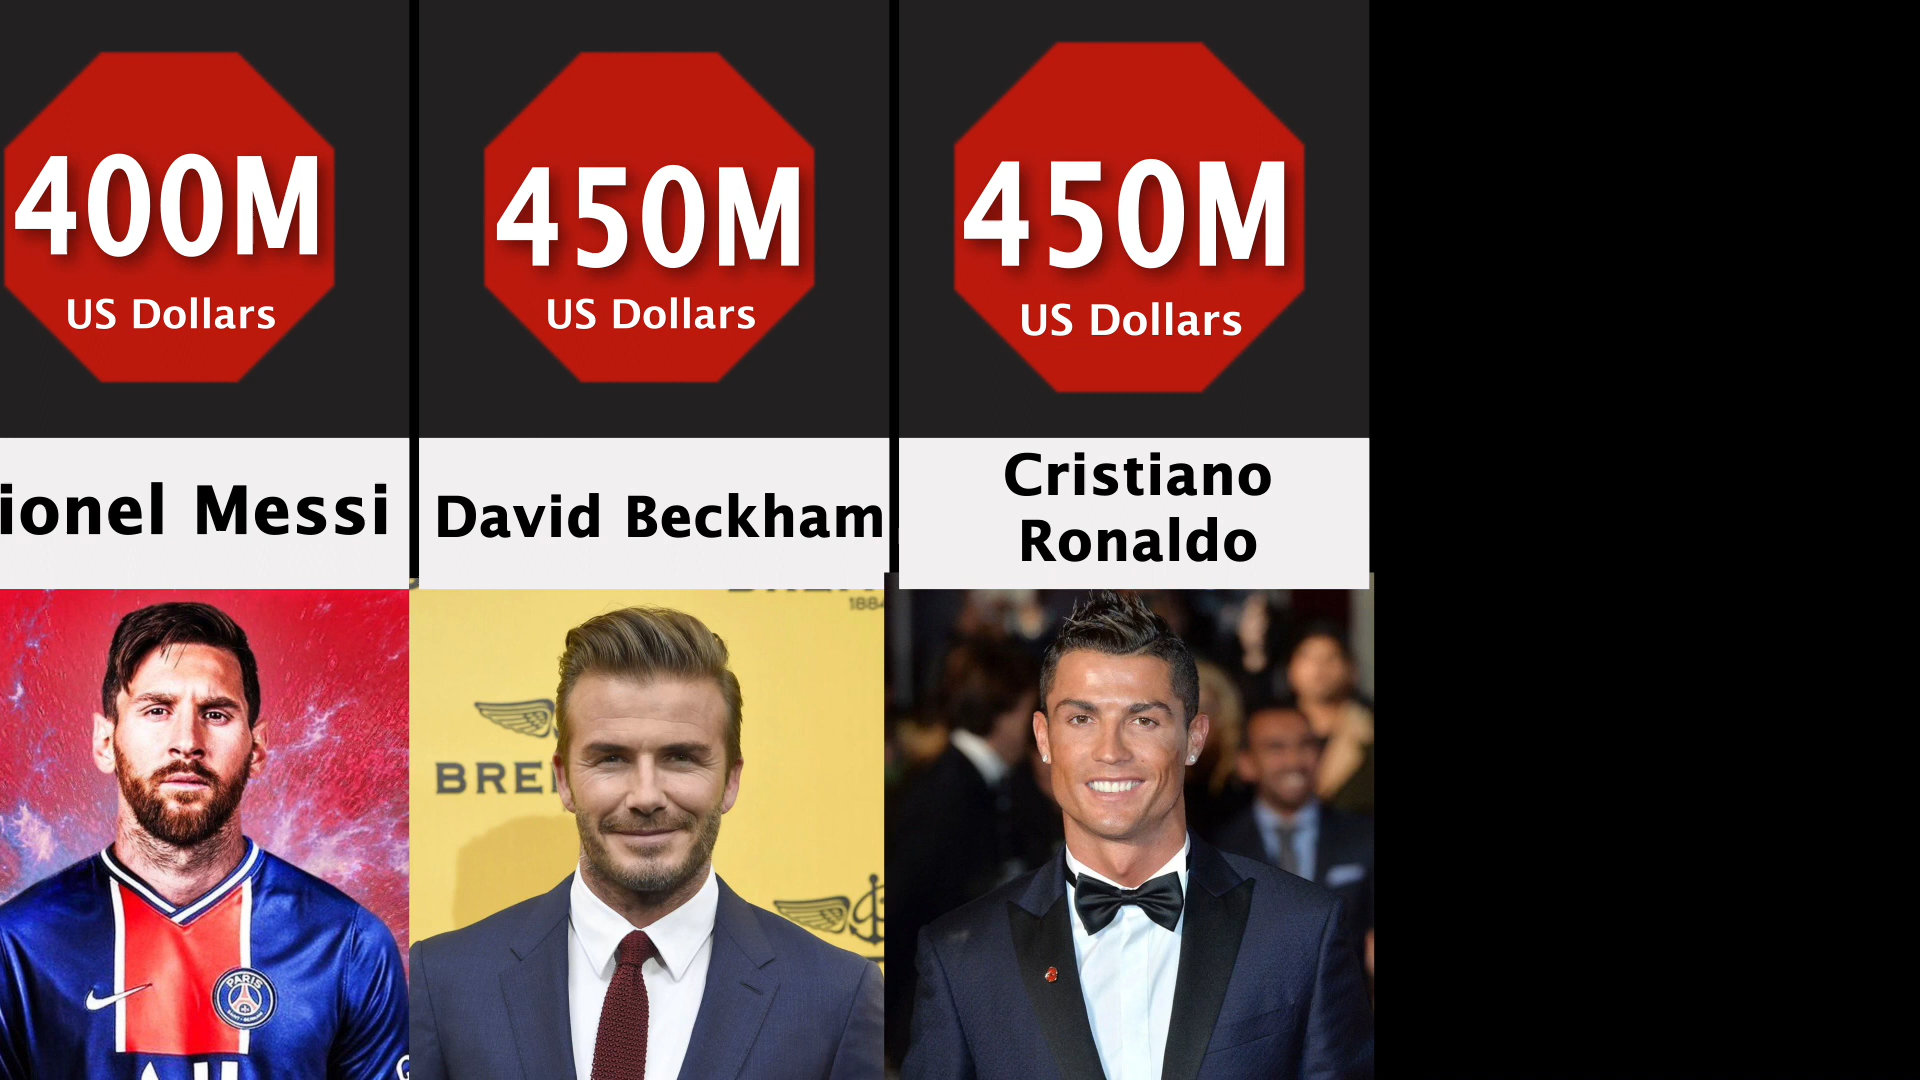 400M
US Dollars
ionel Messi
450M
US Dollars
David Beckham
450M
US Dollars
Cristiano
Ronaldo
1884
BRE
PARIS